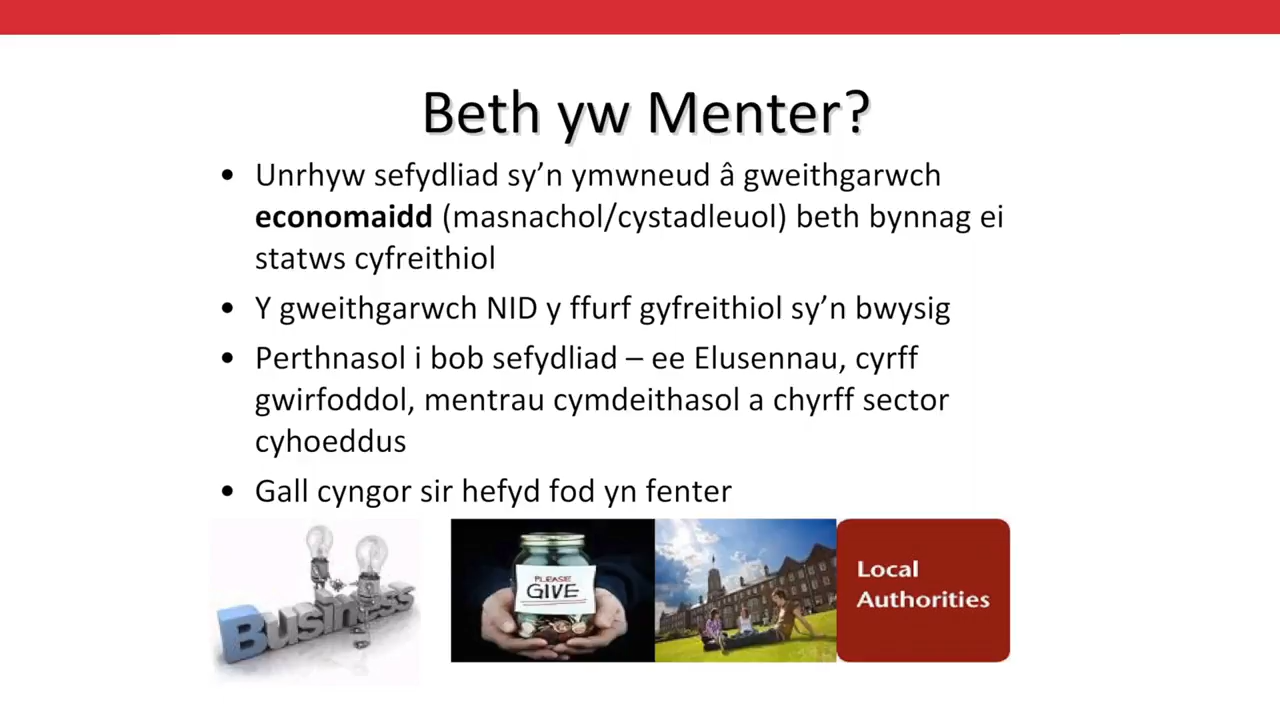 Beth yw Menter?
• Unrhyw sefydliad sy’n ymwneud â gweithgarwch
economaidd (masnachol/cystadleuol) beth bynnag ei
statws cyfreithiol
• Y gweithgarwch NID y ffurf gyfreithiol sy’n bwysig
• Perthnasol i bob sefydliad – ee Elusennau, cyrff
gwirfoddol, mentrau cymdeithasol a chyrff sector
cyhoeddus
• Gall cyngor sir hefyd fod yn fenter
Business
PLEASE
GIVE
Local
Authorities